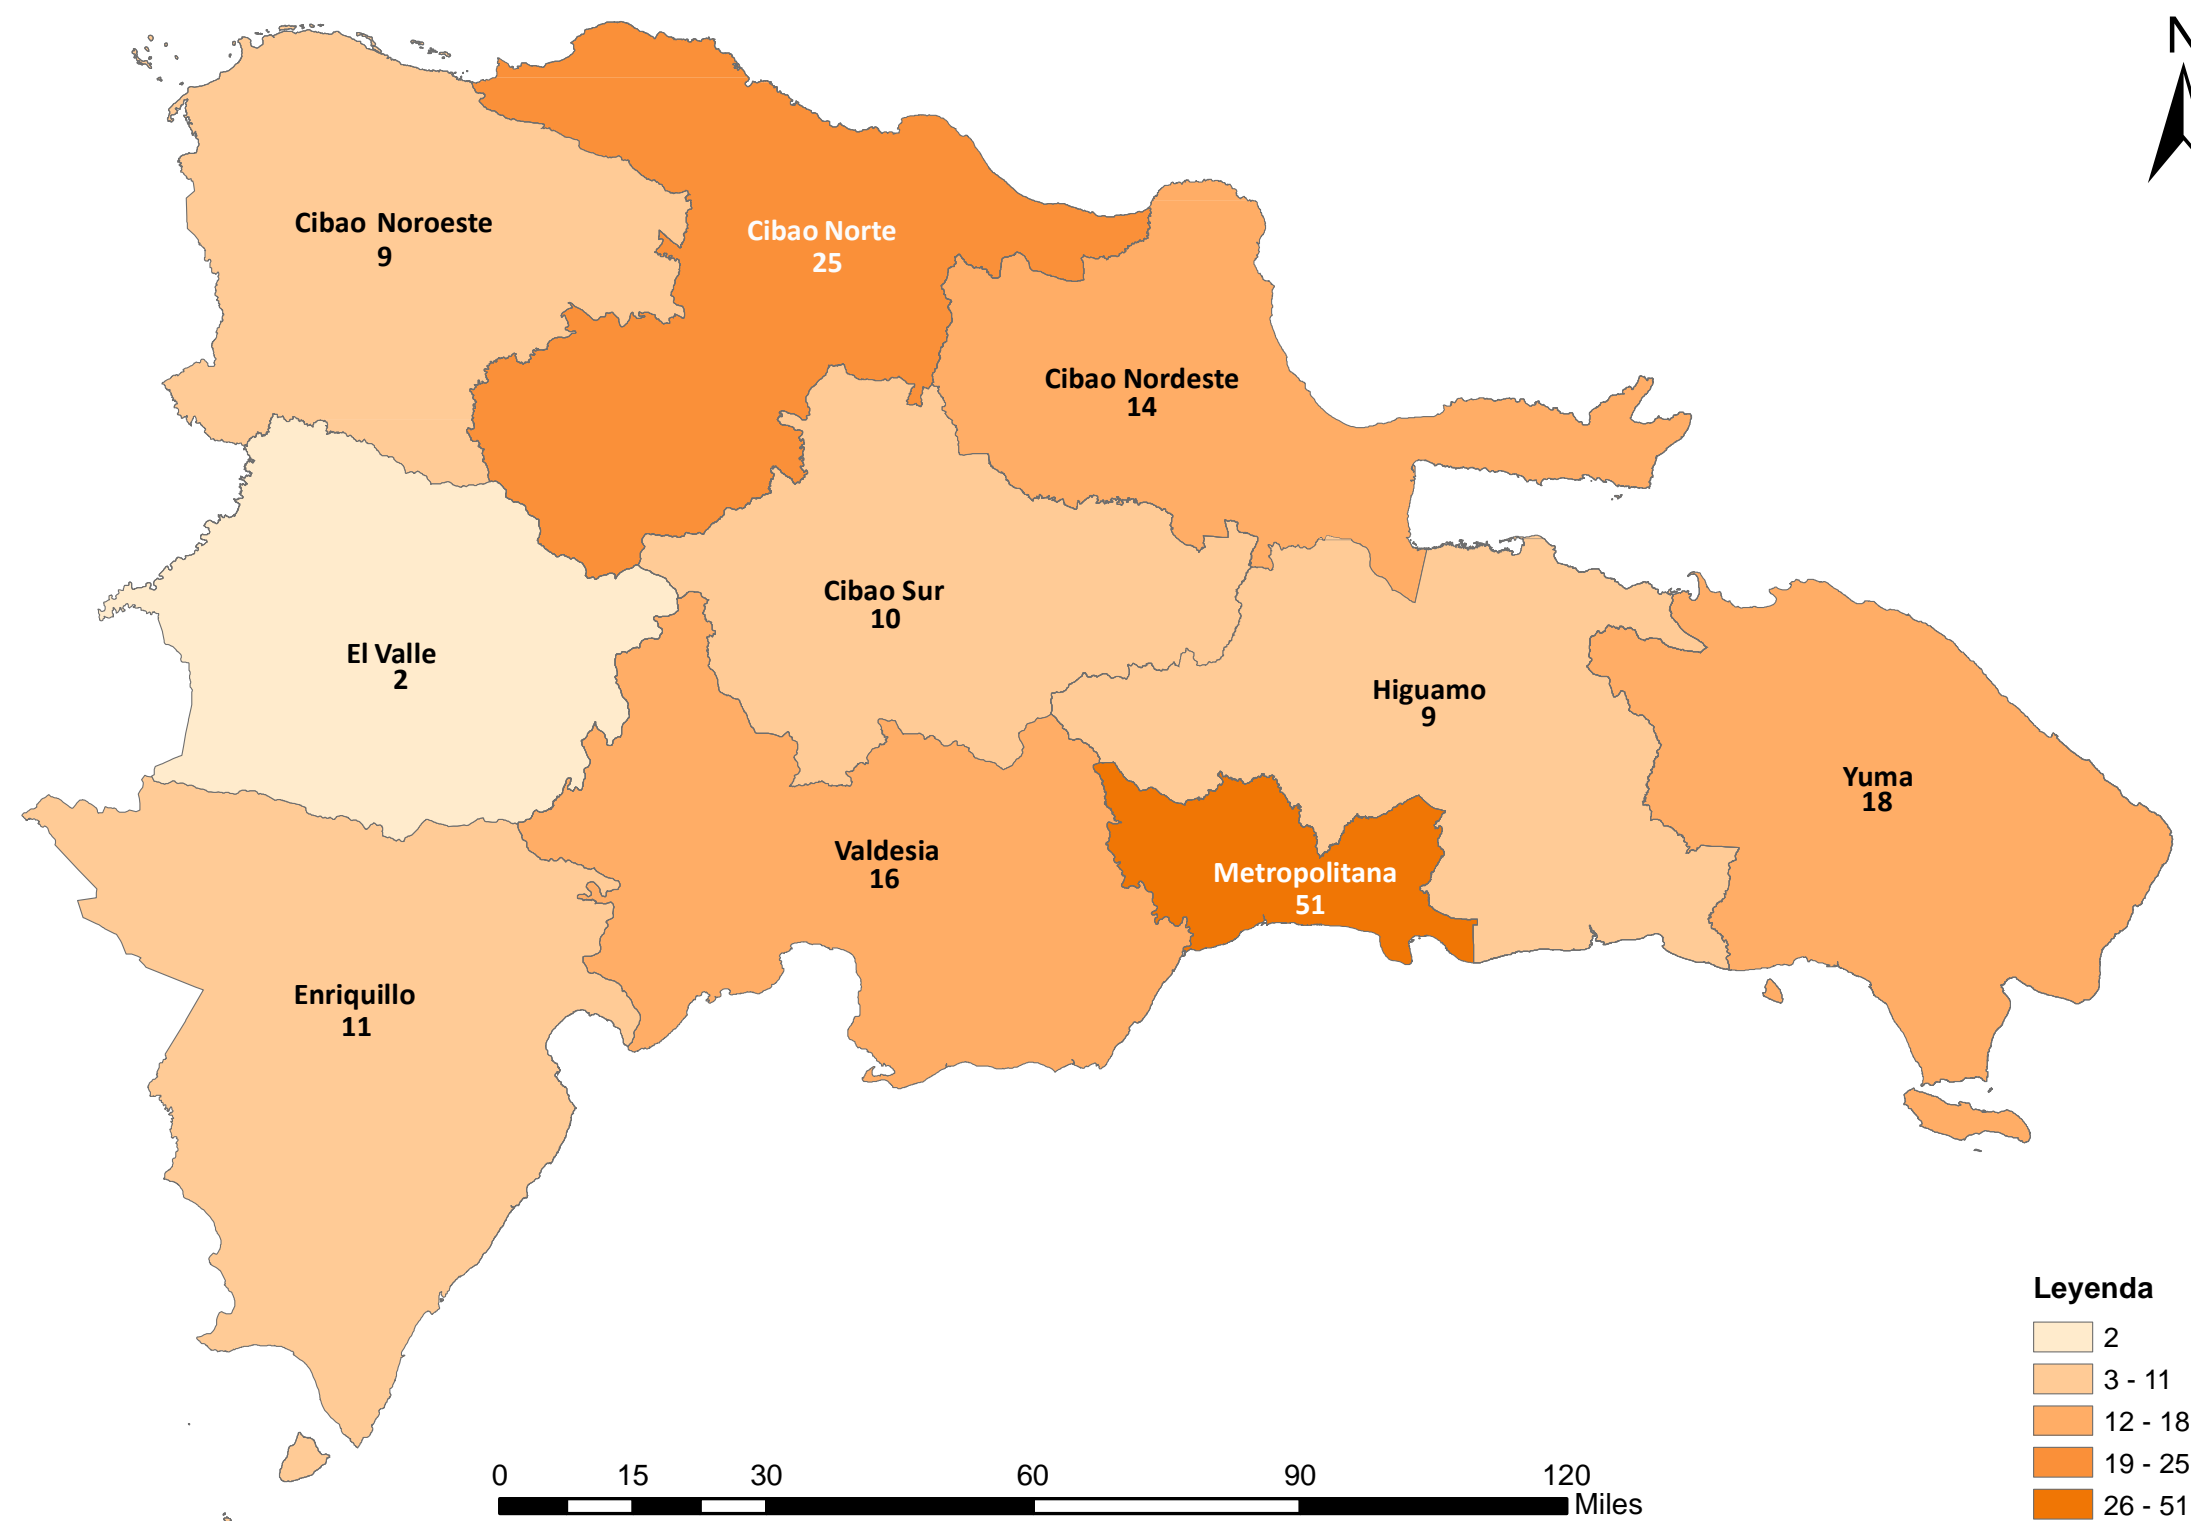 N
Cibao Noroeste
9
Cibao Norte
25
Cibao Nordeste
14
Cibao Sur
10
El Valle
2
Higuamo
9
Yuma
18
Valdesia
16
Metropolitana
51
Enriquillo
11
Leyenda
2
3 - 11
12 - 18
19 - 25
26 - 51
0 15 30 60 90 120
Miles